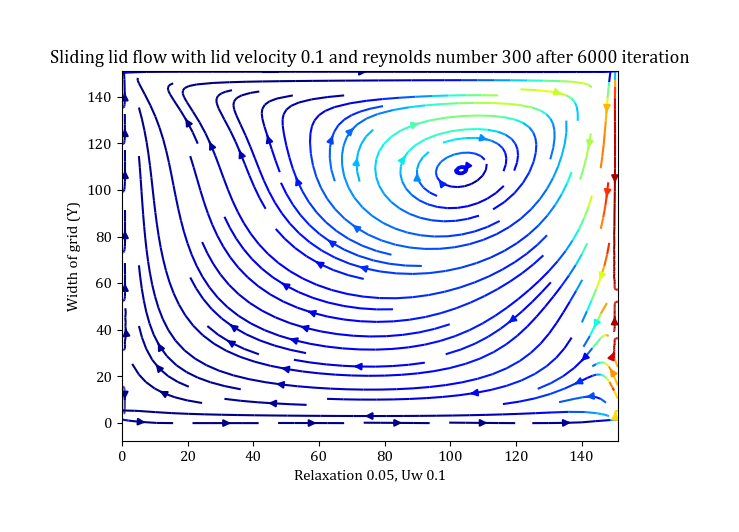 Sliding lid flow with lid velocity 0.1 and reynolds number 300 after 6000 iteration
140
120
100
80
60
40
20
0
Width of grid (Y)
0 20 40 60 80 100 120 140
Relaxation 0.05, Uw 0.1